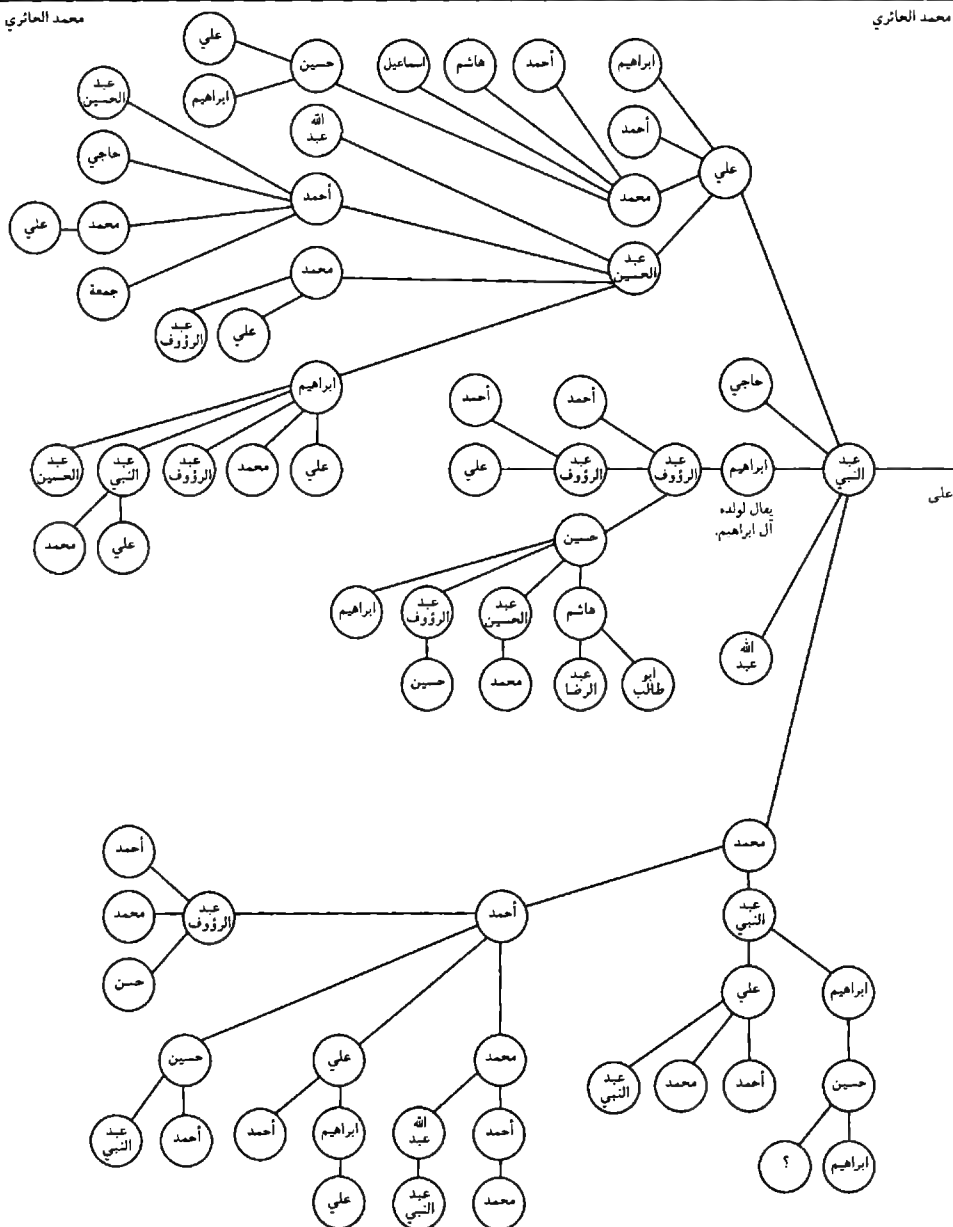 محمد الحائري
محمد الحائري
علي
حسين
اسماعيل
هاشم
أحمد
ابراهيم
ابراهيم
عبد
الحسين
الله
عبد
أحمد
علي
حاجي
أحمد
محمد
علي
محمد
جمعة
محمد
عبد
الحسين
عبد
الرؤوف
علي
ابراهيم
عبد
الحسين
عبد
النبي
عبد
الرؤوف
محمد
علي
محمد
علي
حاجي
أحمد
أحمد
علي
عبد
الرؤوف
عبد
الرؤوف
ابراهيم
عبد
النبي
على
يقال لولده
آل ابراهيم.
حسين
ابراهيم
عبد
الرؤوف
عبد
الحسين
هاشم
حسين
محمد
عبد
الرضا
ابو
طالب
الله
عبد
محمد
أحمد
محمد
حسن
عبد
الرؤوف
أحمد
عبد
النبي
علي
ابراهيم
حسين
علي
محمد
عبد
النبي
محمد
أحمد
حسين
عبد
النبي
أحمد
أحمد
ابراهيم
الله
عبد
أحمد
؟
ابراهيم
علي
عبد
النبي
محمد